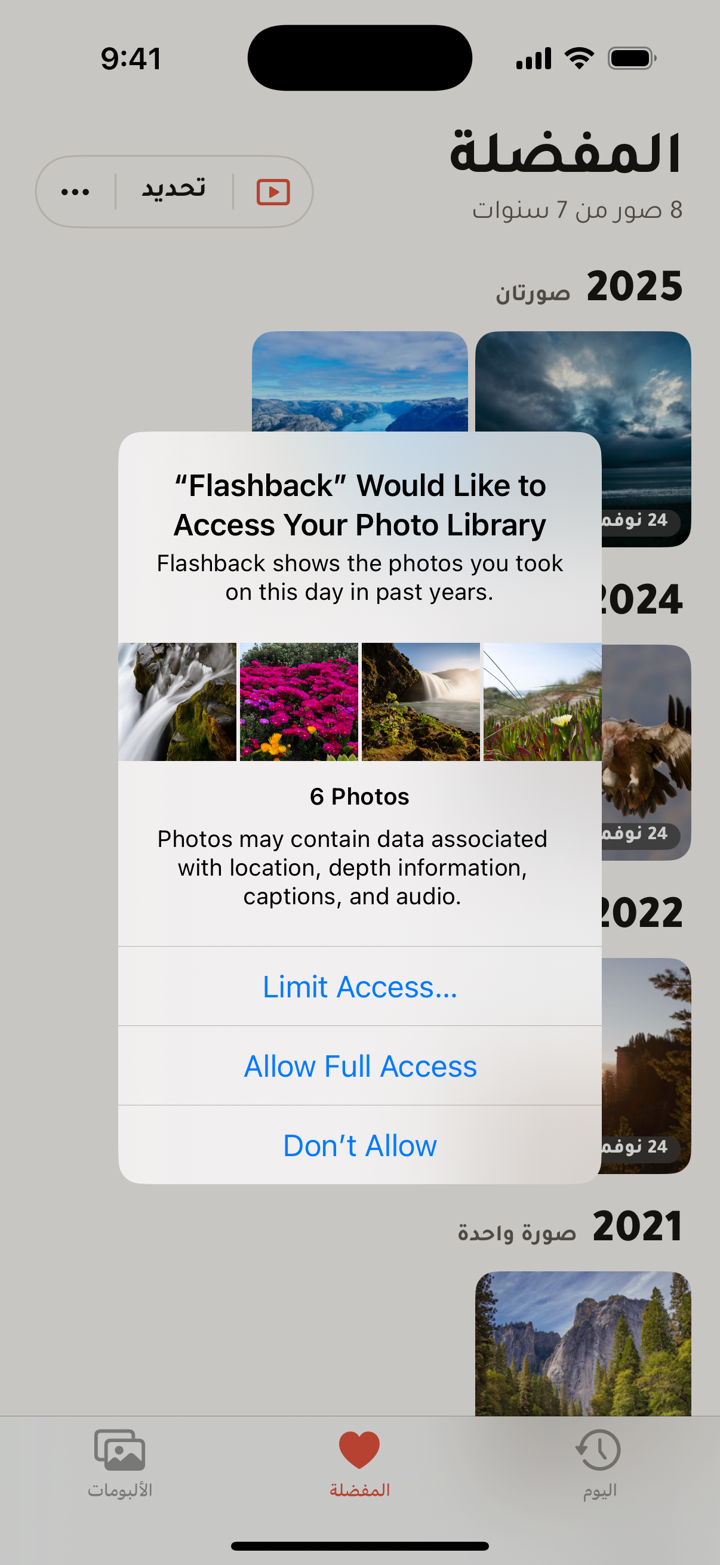 9:41
المفضلة
8 صور من 7 سنوات
تحديد
2025 صورتان
24
2024
24
2022
24
2021 صورة واحدة
“Flashback” Would Like to
Access Your Photo Library
Flashback shows the photos you took
on this day in past years.
6 Photos
Photos may contain data associated
with location, depth information,
captions, and audio.
Limit Access...
Allow Full Access
Don’t Allow
اليوم
المفضلة
الألبومات